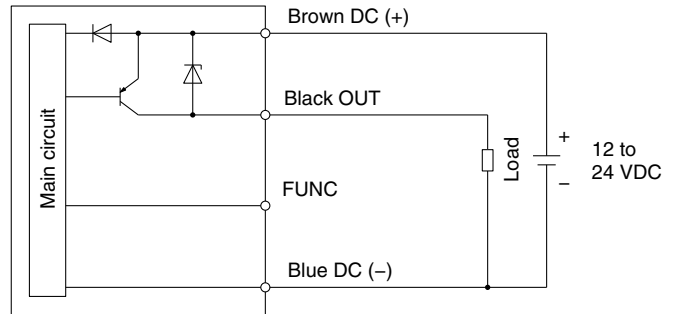 Brown DC (+)
Main circuit
Black OUT
Load
+
12 to
24 VDC
−
FUNC
Blue DC (−)